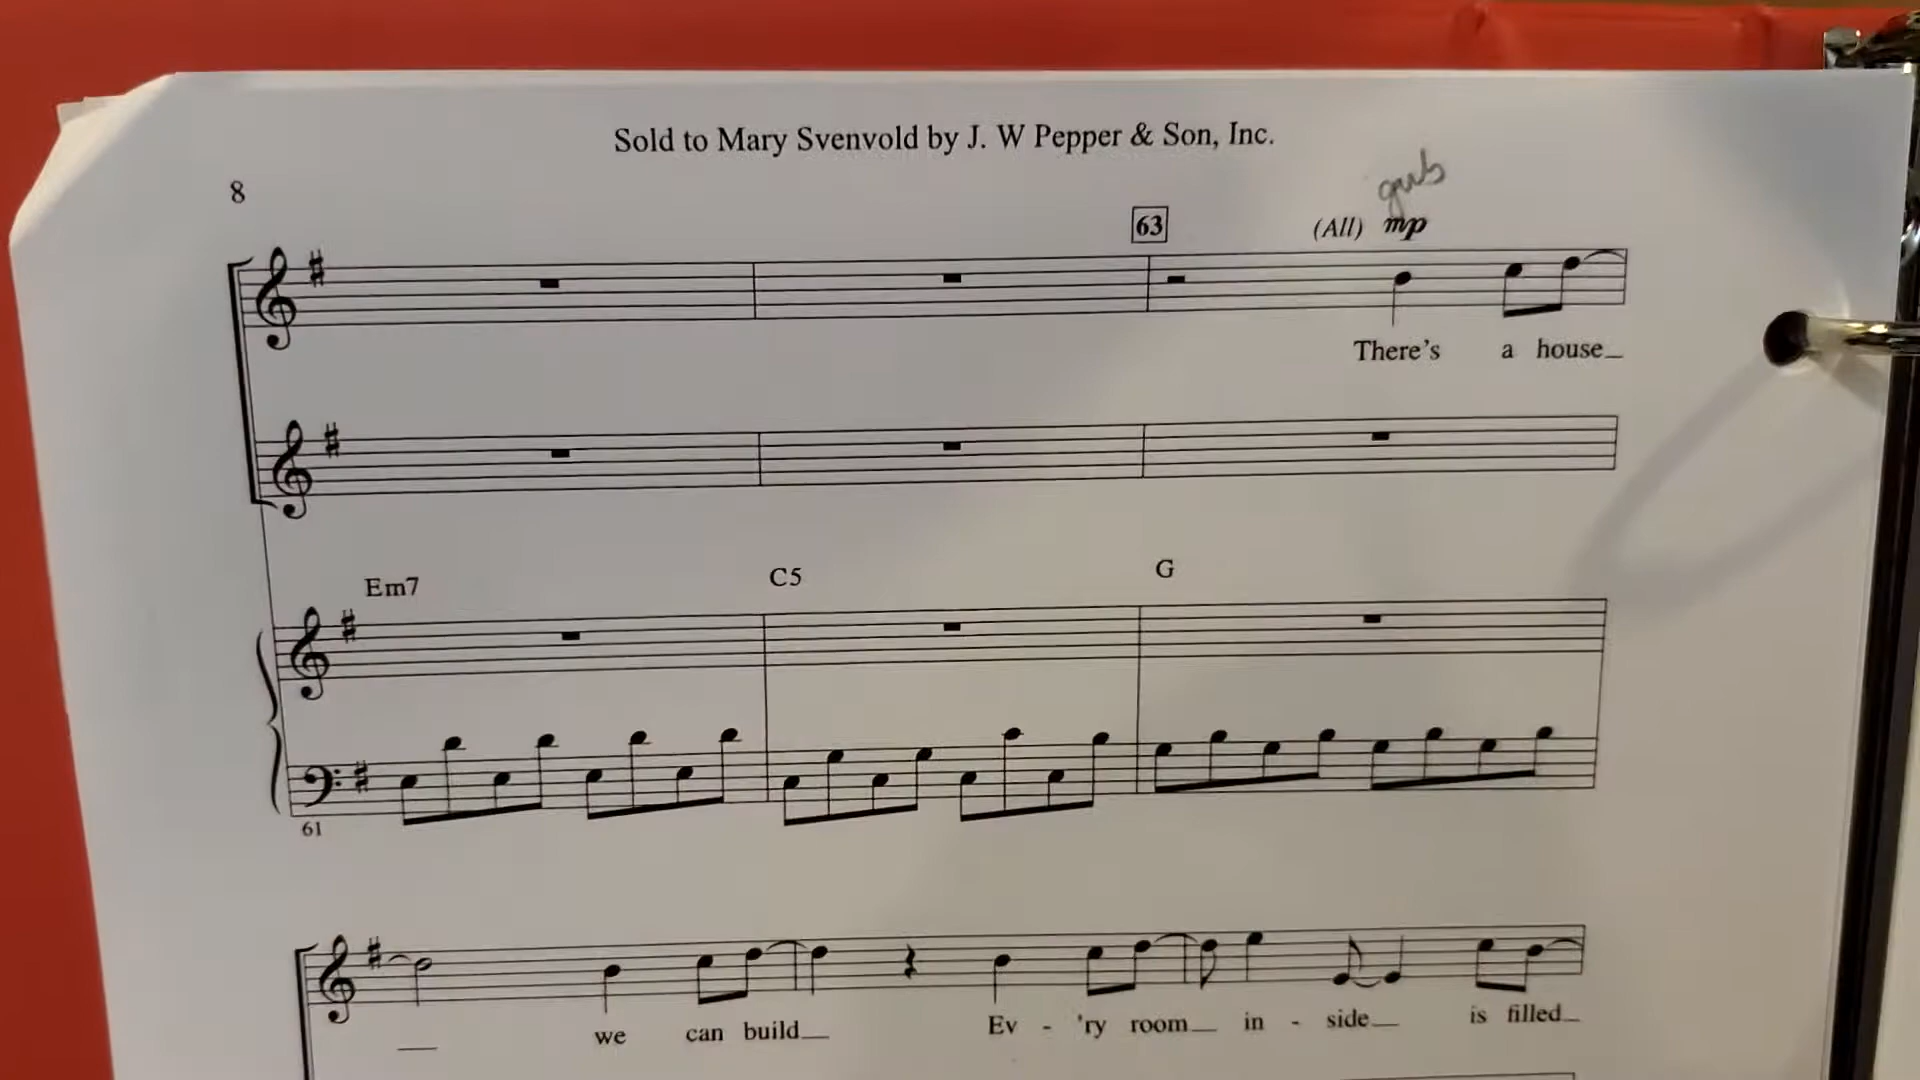 Sold to Mary Svenvold by J. W Pepper & Son, Inc.
8
63
(All) mp
There's a house
Em7 C5 G
61
we can build Ev - 'ry room in - side is filled